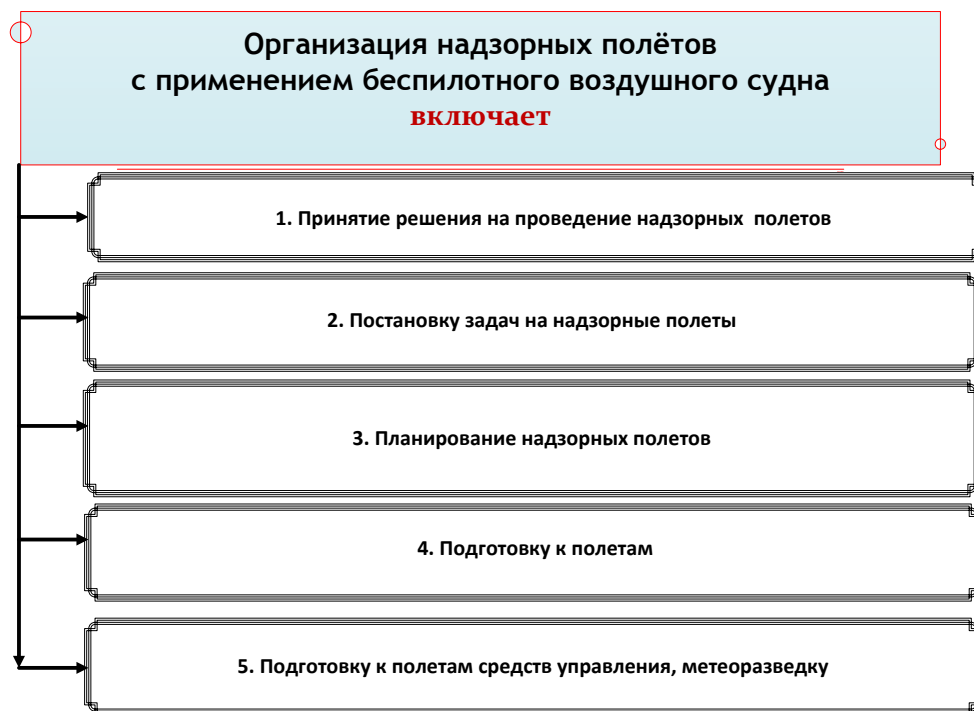 Организация надзорных полётов
с применением беспилотного воздушного судна
включает
1. Принятие решения на проведение надзорных полетов
2. Постановку задач на надзорные полеты
3. Планирование надзорных полетов
4. Подготовку к полетам
5. Подготовку к полетам средств управления, метеоразведку